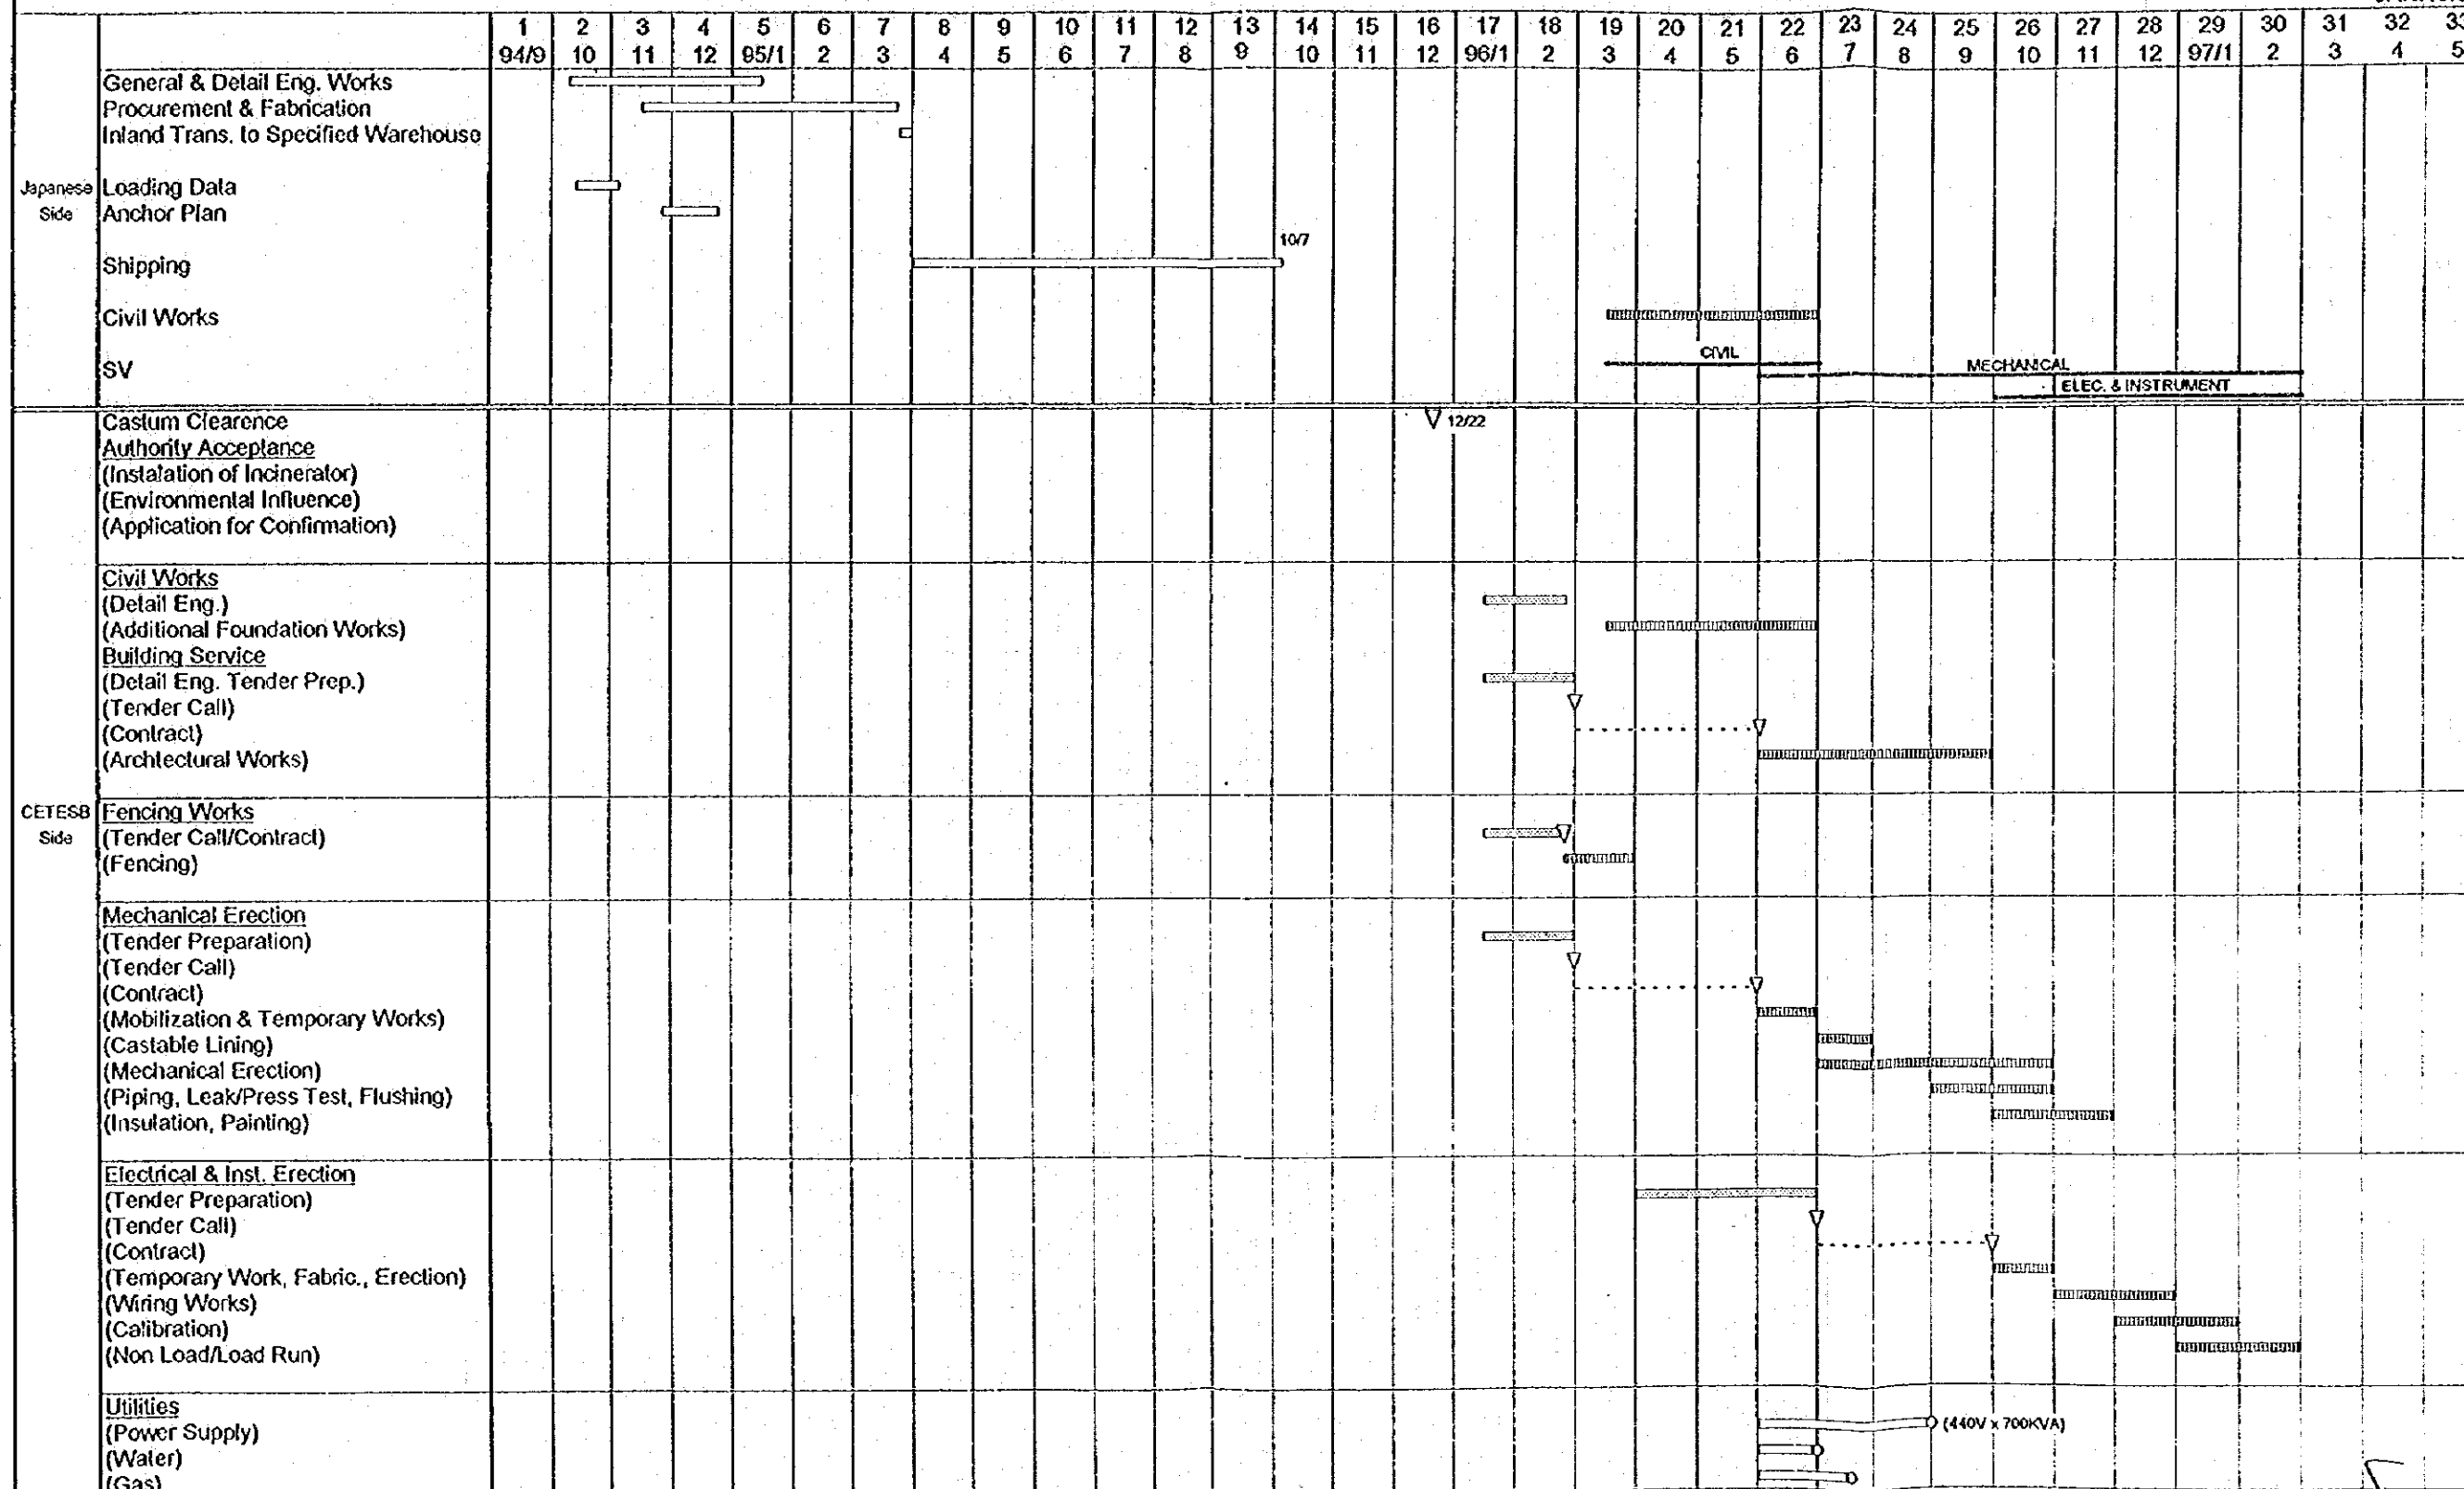 1 2 3 4 5 6 7 8 9 10 11 12 13 14 15 16 17 18 19 20 21 22 23 24 25 26 27 28 29 30 31 32 33
94/9 10 11 12 95/1 2 3 4 5 6 7 8 9 10 11 12 96/1 2 3 4 5 6 7 8 9 10 11 12 97/1 2 3 4 5
General & Detail Eng. Works
Procurement & Fabrication
Inland Trans. to Specified Warehouse
Japanese Side
Loading Data
Anchor Plan
10/7
Shipping
Civil Works
SV
CIVIL
MECHANICAL
ELEC. & INSTRUMENT
Castum Clearence
12/22
Authority Acceptance
(Instalation of Incinerator)
(Environmental Influence)
(Application for Confirmation)
Civil Works
(Detail Eng.)
(Additional Foundation Works)
Building Service
(Detail Eng. Tender Prep.)
(Tender Call)
(Contract)
(Archtectural Works)
CETESB Side
Fencing Works
(Tender Call/Contract)
(Fencing)
Mechanical Erection
(Tender Preparation)
(Tender Call)
(Contract)
(Mobilization & Temporary Works)
(Castable Lining)
(Mechanical Erection)
(Piping, Leak/Press Test, Flushing)
(Insulation, Painting)
Electrical & Inst. Erection
(Tender Preparation)
(Tender Call)
(Contract)
(Temporary Work, Fabric., Erection)
(Wiring Works)
(Calibration)
(Non Load/Load Run)
Utilities
(Power Supply)
(440V x 700KVA)
(Water)
(Gas)